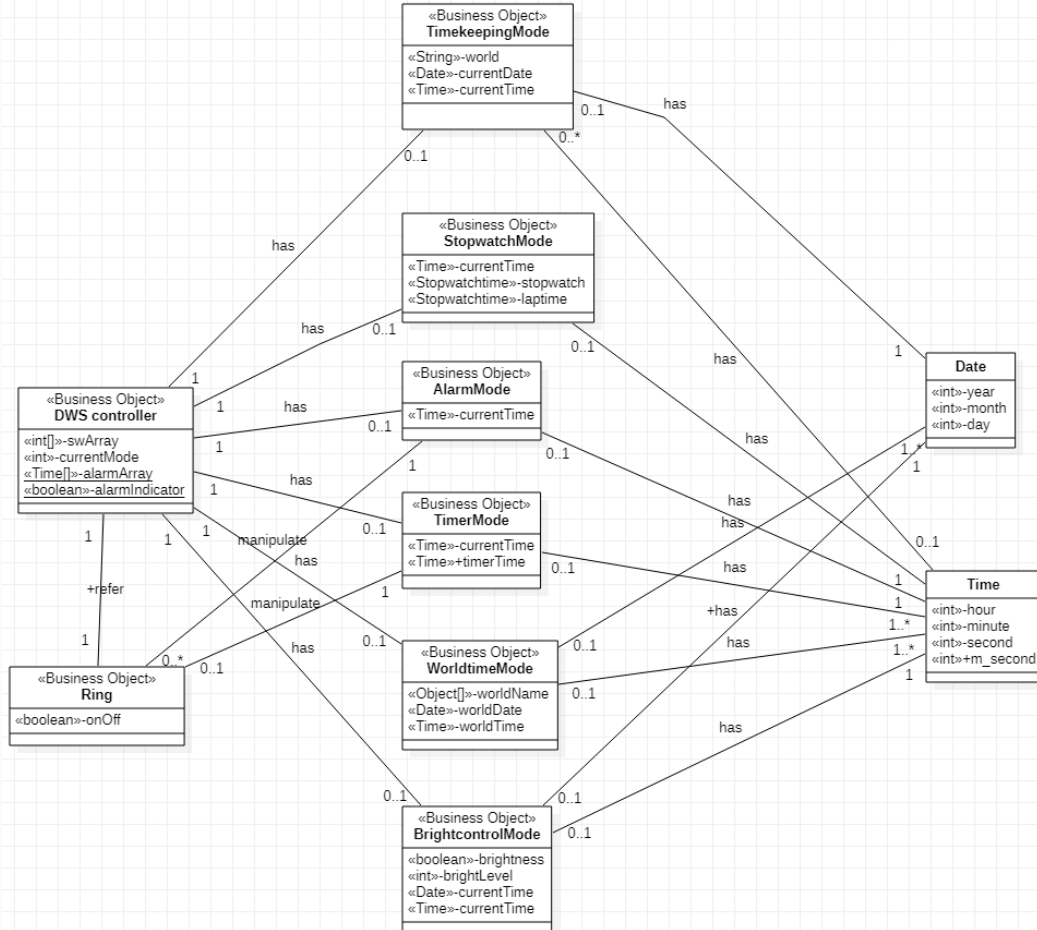 «Business Object»
TimekeepingMode
«String»-world
«Date»-currentDate
«Time»-currentTime
0..1
has
0..*
0..1
«Business Object»
StopwatchMode
«Time»-currentTime
«Stopwatchtime»-stopwatch
«Stopwatchtime»-laptime
has
has
0..1
0..1
1
has
1
Date
«int»-year
«int»-month
«int»-day
«Business Object»
AlarmMode
«Time»-currentTime
1
«Business Object»
DWS controller
«int[]»-swArray
«int»-currentMode
«Time[]»-alarmArray
«boolean»-alarmIndicator
1
has
0..1
1
has
0..1
1..*
1
1
has
1
«Business Object»
TimerMode
«Time»-currentTime
«Time»+timerTime
has
has
0..1
1
1
1
manipulate
has
0..1
has
0..1
1
1
1..*
1..*
1
Time
«int»-hour
«int»-minute
«int»-second
«int»+m_second
+refer
manipulate
1
+has
1
has
0..*
0..1
0..1
0..1
has
«Business Object»
Ring
«boolean»-onOff
«Business Object»
WorldtimeMode
«Object[]»-worldName
«Date»-worldDate
«Time»-worldTime
0..1
has
0..1
0..1
0..1
«Business Object»
BrightcontrolMode
«boolean»-brightness
«int»-brightLevel
«Date»-currentTime
«Time»-currentTime